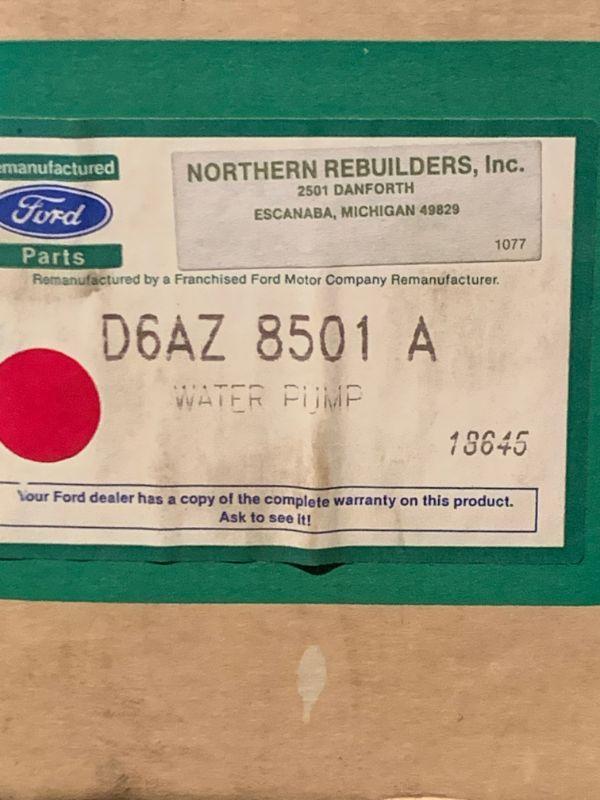 emanufactured
Ford
Parts
NORTHERN REBUILDERS, Inc.
2501 DANFORTH
ESCANABA, MICHIGAN 49829
1077
Remanufactured by a Franchised Ford Motor Company Remanufacturer.
D6AZ 8501 A
WATER PUMP
18645
Your Ford dealer has a copy of the complete warranty on this product.
Ask to see it!